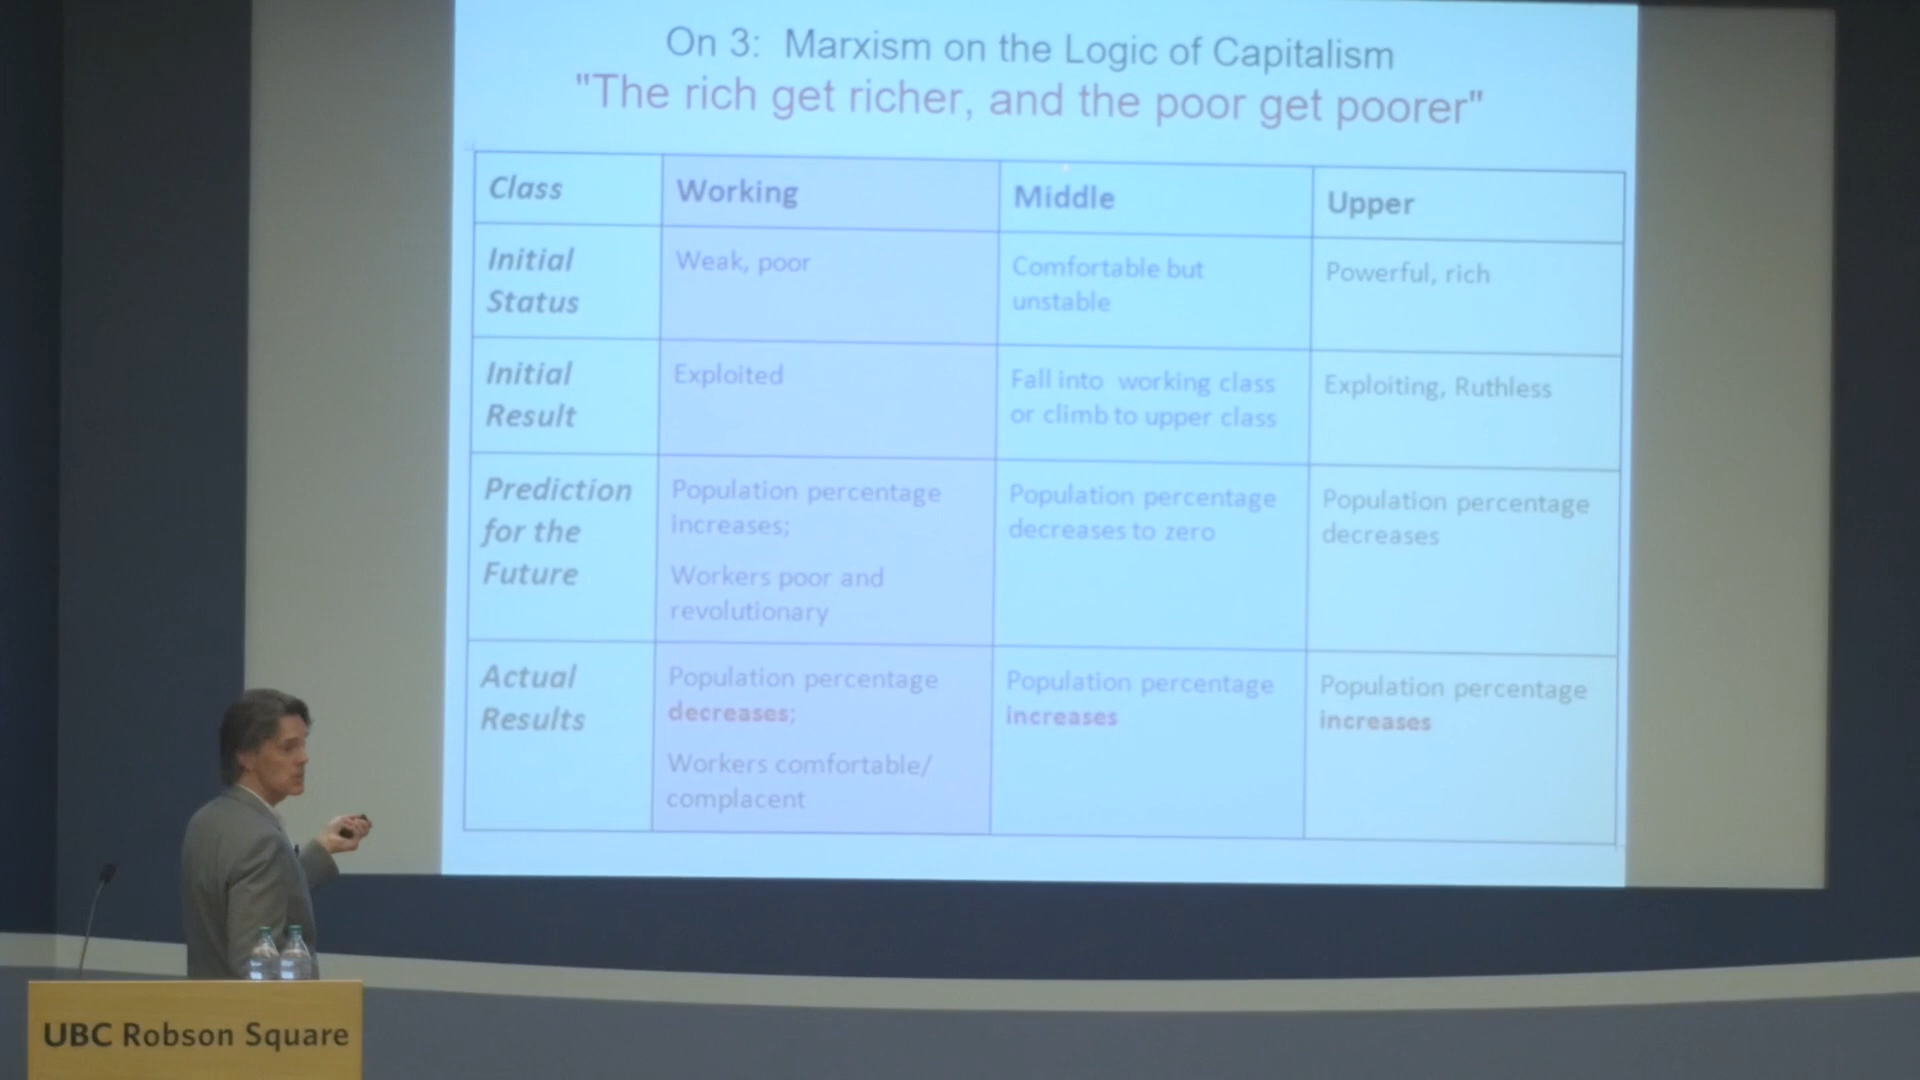 On 3: Marxism on the Logic of Capitalism
"The rich get richer, and the poor get poorer"
Class
Working
Middle
Upper
Initial
Status
Weak, poor
Comfortable but
unstable
Powerful, rich
Initial
Result
Exploited
Fall into working class
or climb to upper class
Exploiting, Ruthless
Prediction
for the
Future
Population percentage
increases;
Workers poor and
revolutionary
Population percentage
decreases to zero
Population percentage
decreases
Actual
Results
Population percentage
decreases;
Workers comfortable/
complacent
Population percentage
increases
Population percentage
increases
UBC Robson Square